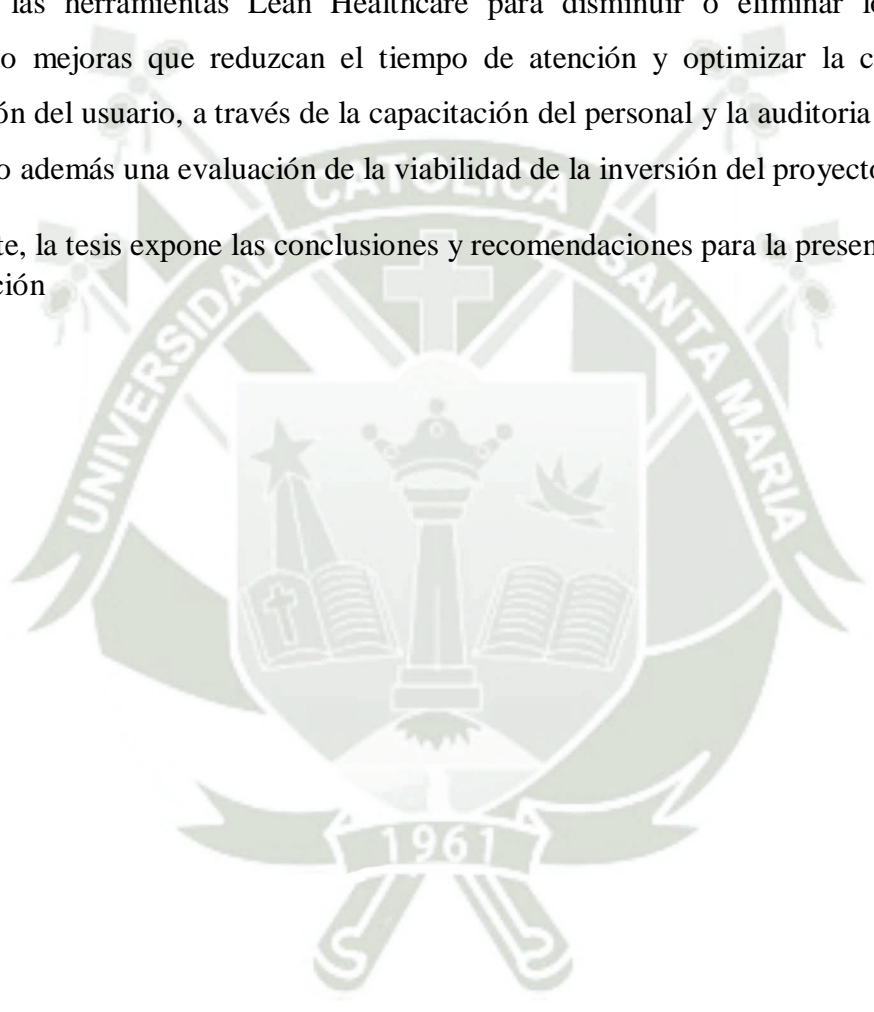 las herramientas Lean Healthcare para disminuir o eliminar
o mejoras que reduzcan el tiempo de atención y optimizar la
ón del usuario, a través de la capacitación del personal y la auditoria
o además una evaluación de la viabilidad de la inversión del proyecto
te, la tesis expone las conclusiones y recomendaciones para la presen
ción
UNIVERSIDAD CATOLICA SANTA MARIA
1961